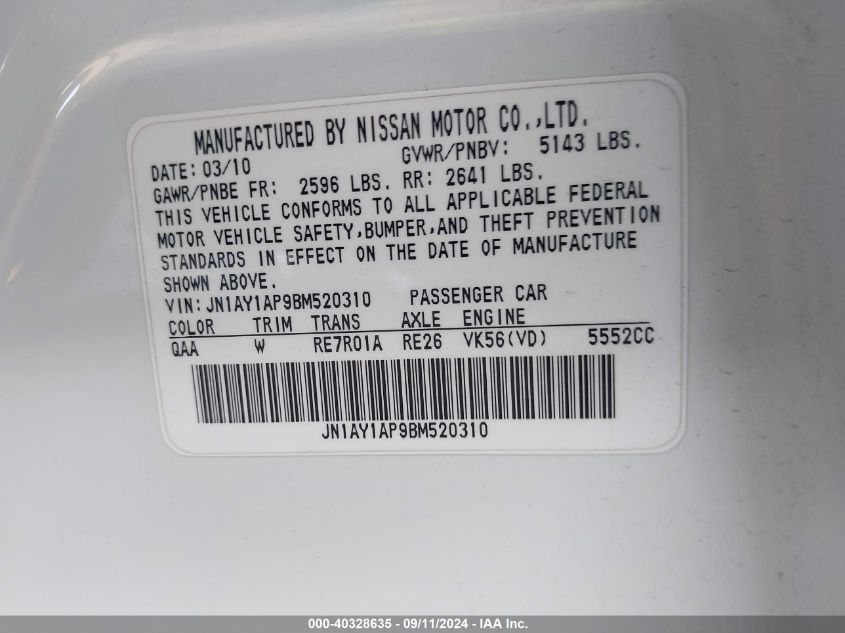 MANUFACTURED BY NISSAN MOTOR CO.,LTD.
DATE: 03/10 GVWR/PNBV: 5143 LBS.
GAWR/PNBE FR: 2596 LBS. RR: 2641 LBS.
THIS VEHICLE CONFORMS TO ALL APPLICABLE FEDERAL
MOTOR VEHICLE SAFETY,BUMPER,AND THEFT PREVENTION
STANDARDS IN EFFECT ON THE DATE OF MANUFACTURE
SHOWN ABOVE.
VIN:JN1AY1AP9BM520310 PASSENGER CAR
COLOR TRIM TRANS AXLE ENGINE
QAA W RE7R01A RE26 VK56(VD) 5552CC
JN1AY1AP9BM520310
000-40328635 - 09/11/2024 - IAA Inc.